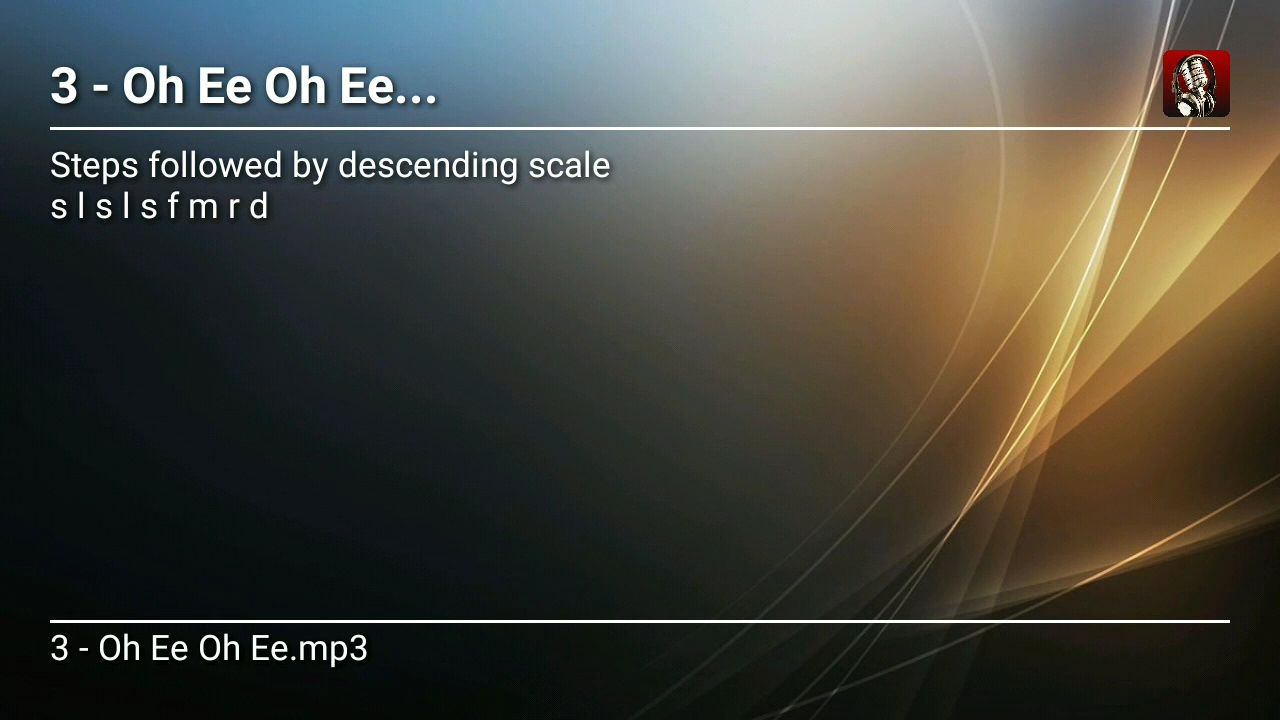 3 - Oh Ee Oh Ee...
Steps followed by descending scale
s l s l s f m r d
3 - Oh Ee Oh Ee.mp3